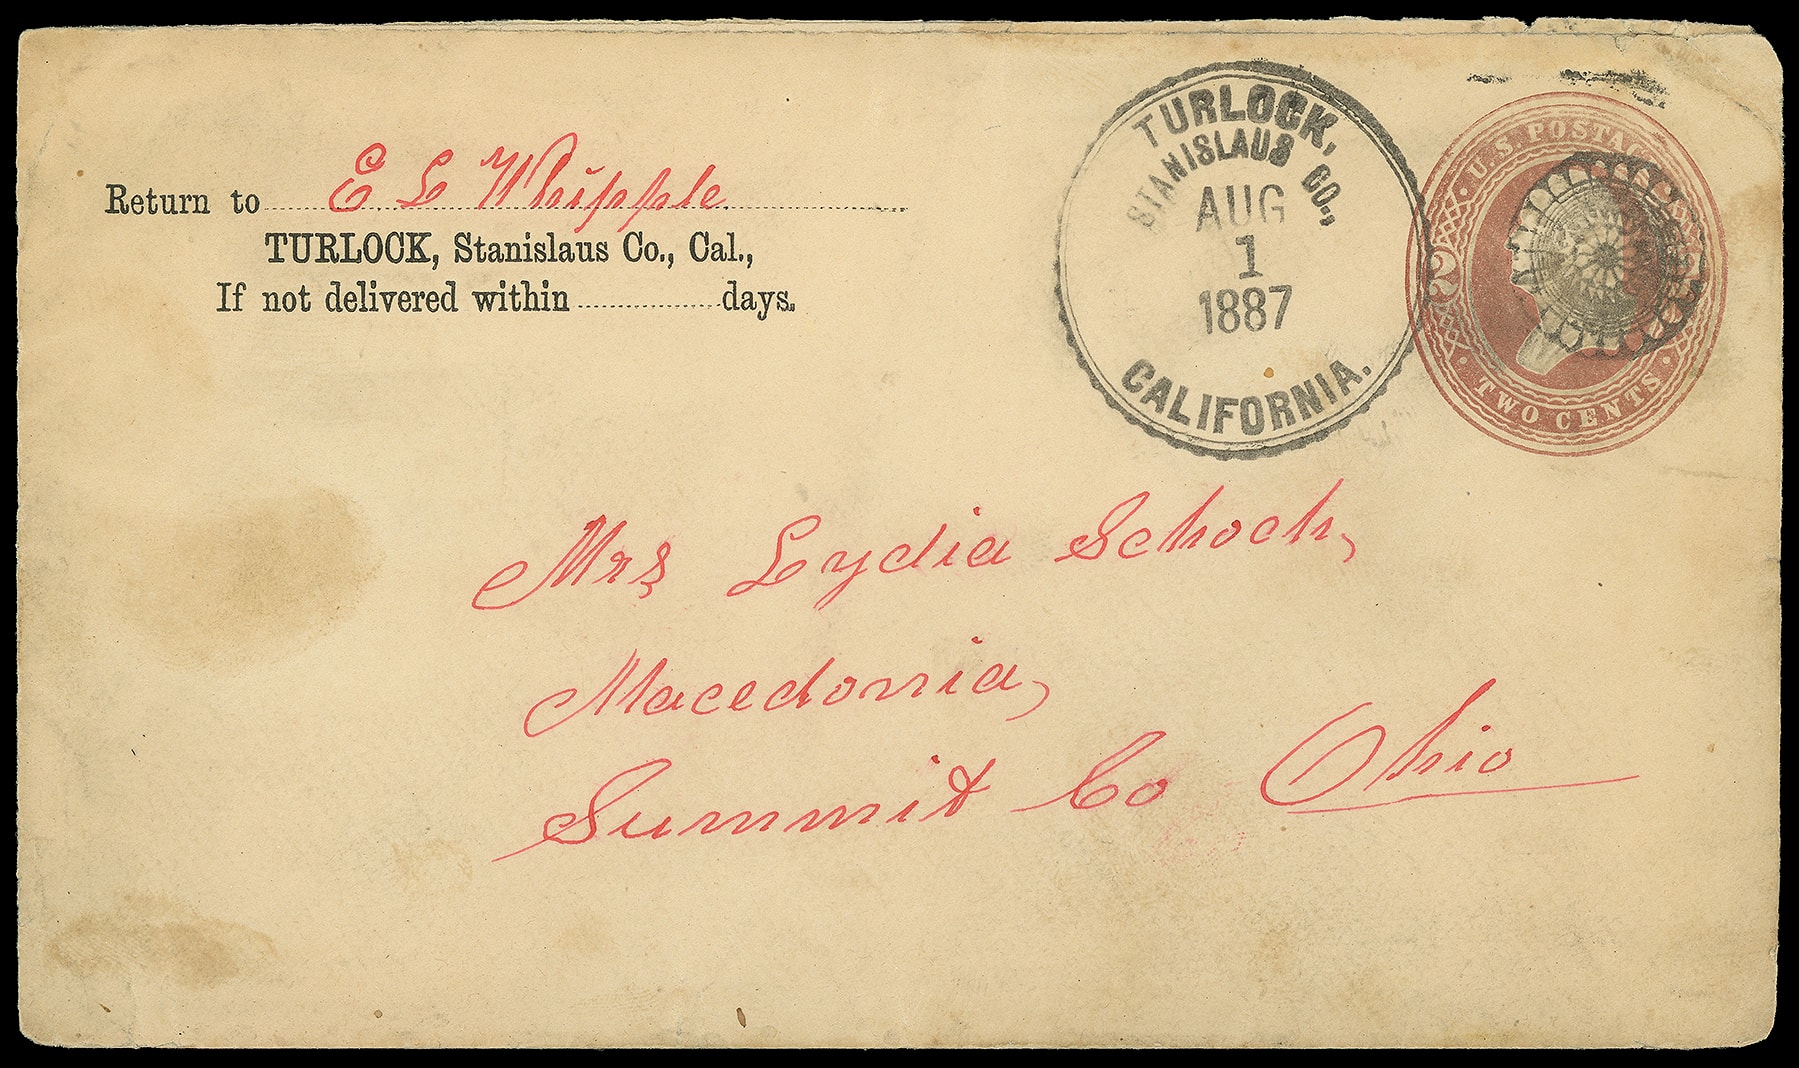 Return to E L Whipple
TURLOCK, Stanislaus Co., Cal.,
If not delivered within days.
TURLOCK,
STANISLAUS CO.,
AUG
1
1887
CALIFORNIA.
U.S. POSTAGE
2
TWO CENTS
Mrs Lydia Schoch,
Macedonia,
Summit Co Ohio